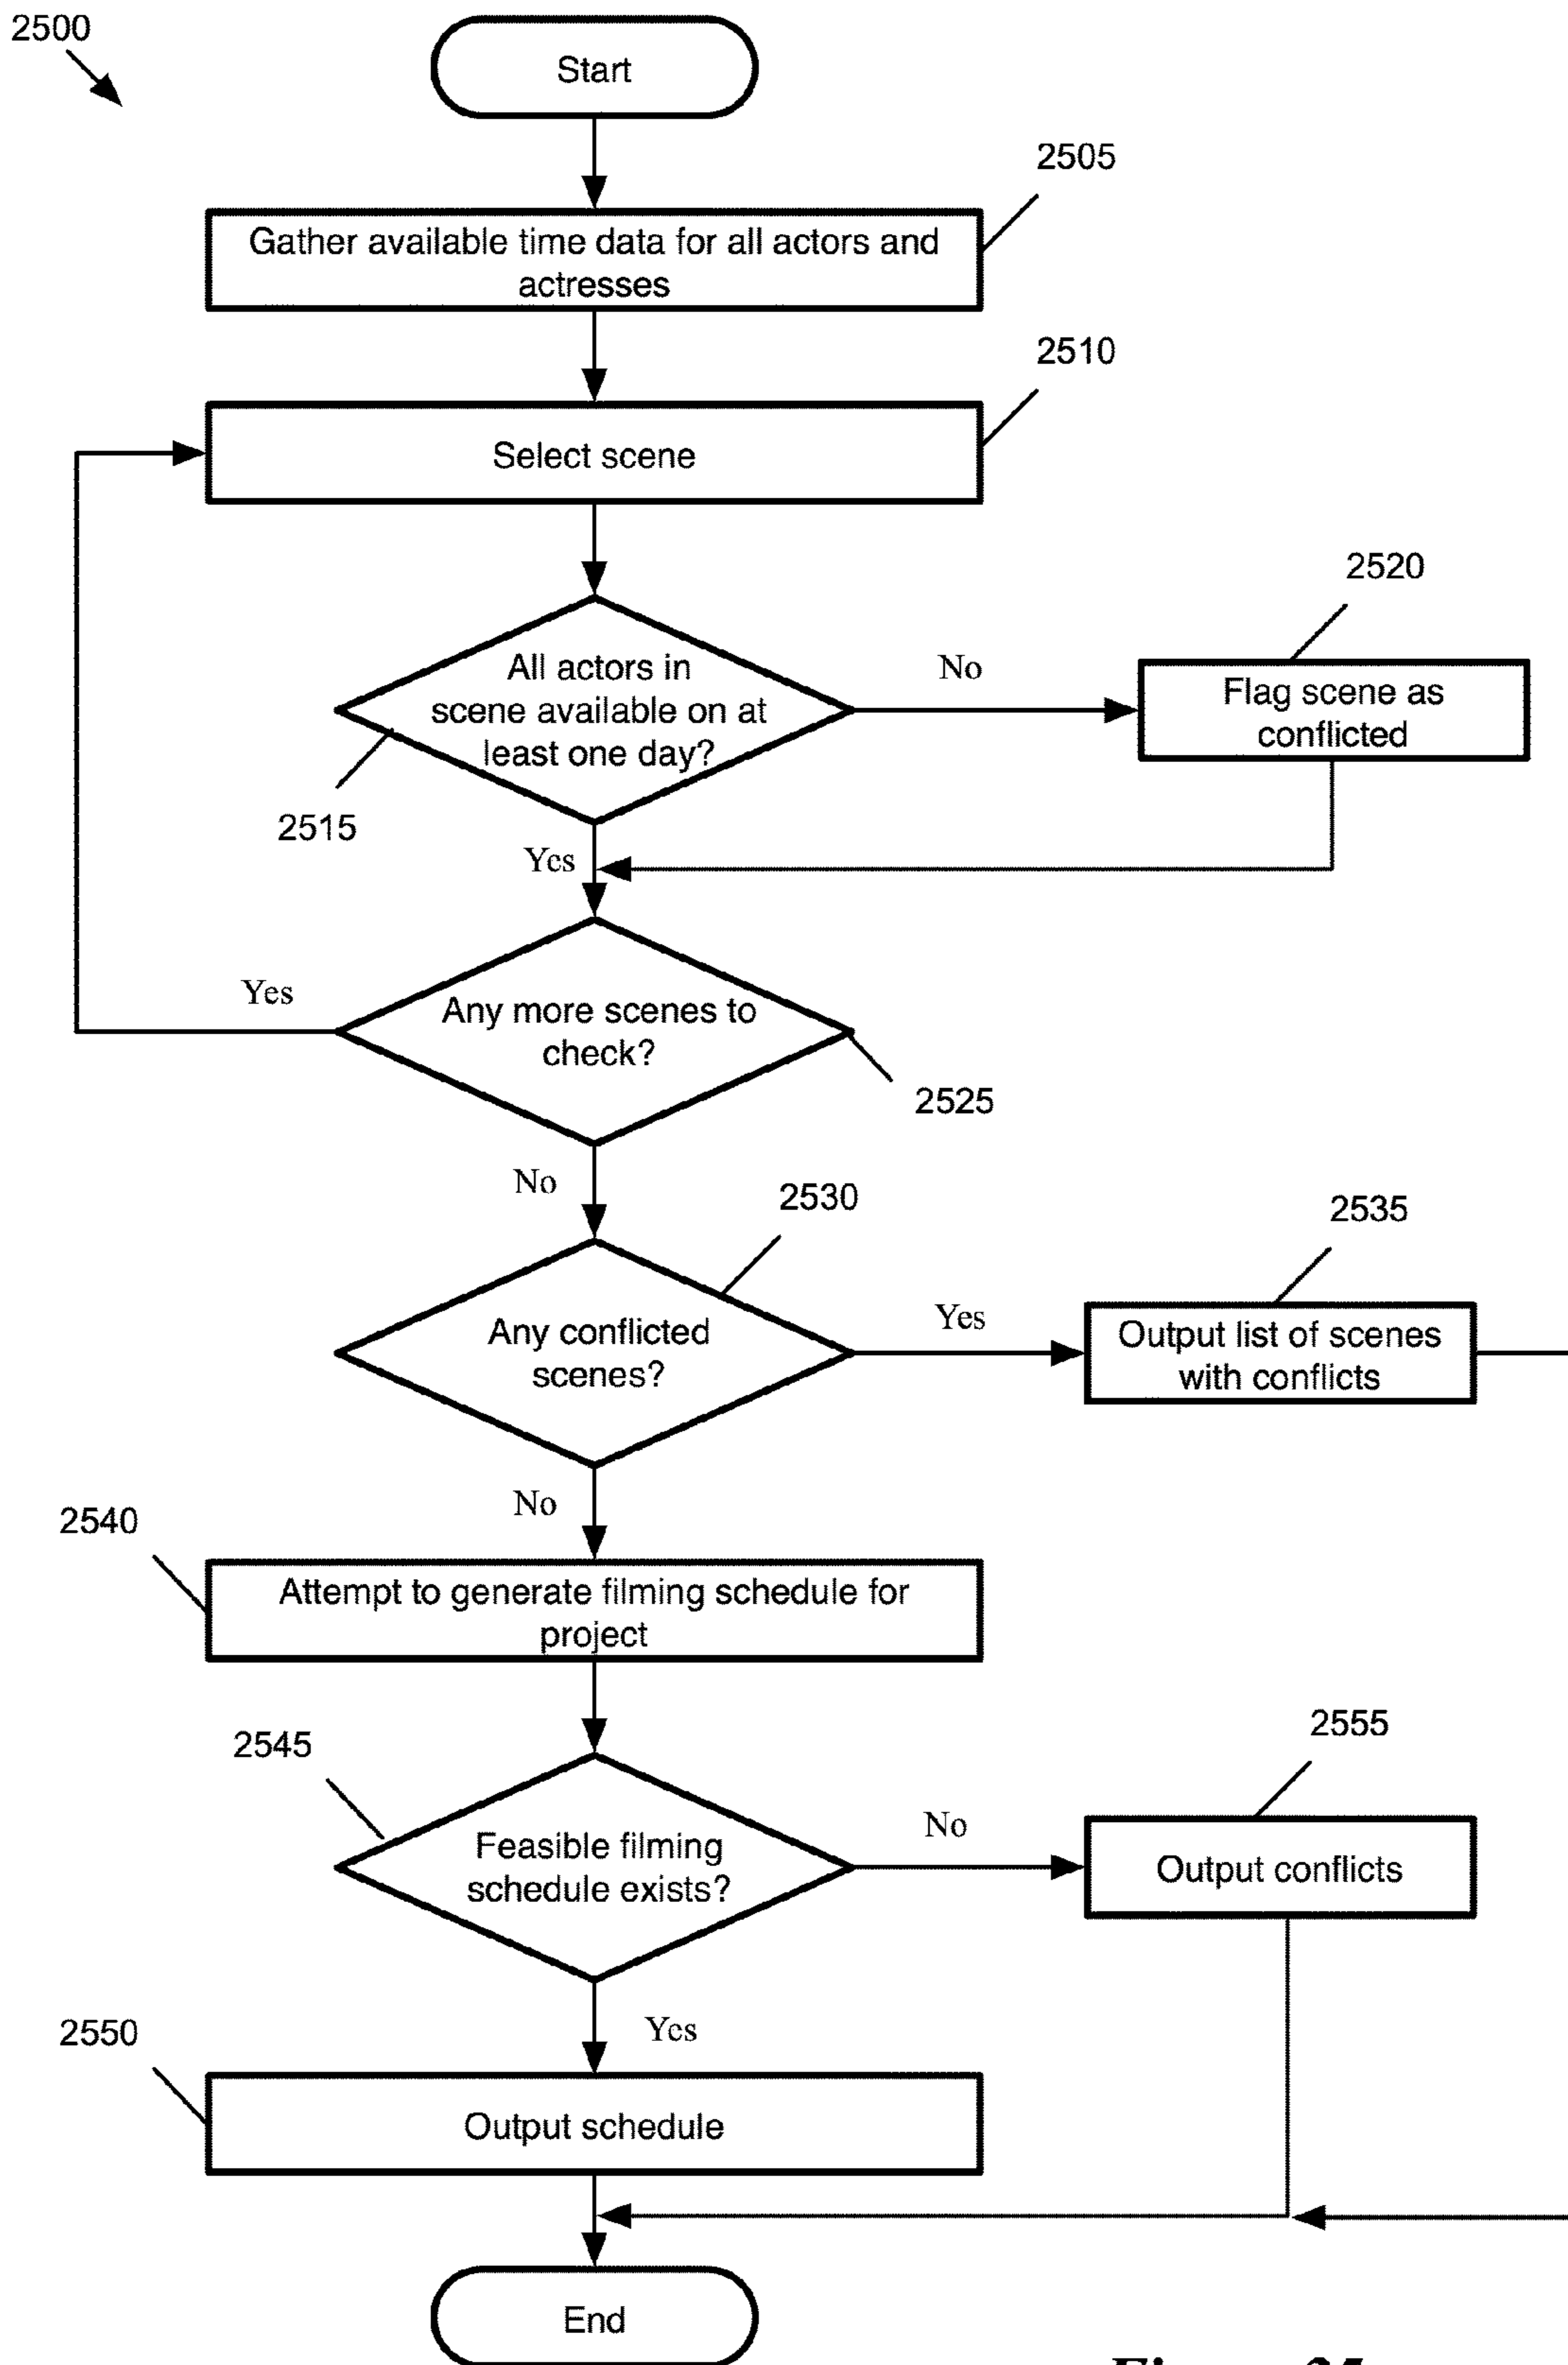 2500
Start
2505
Gather available time data for all actors and
actresses
2510
Select scene
2520
All actors in
scene available on at
least one day?
No
Flag scene as
conflicted
2515
Yes
Yes
Any more scenes to
check?
2525
No
2530
2535
Any conflicted
scenes?
Yes
Output list of scenes
with conflicts
No
2540
Attempt to generate filming schedule for
project
2545
2555
Feasible filming
schedule exists?
No
Output conflicts
Yes
2550
Output schedule
End